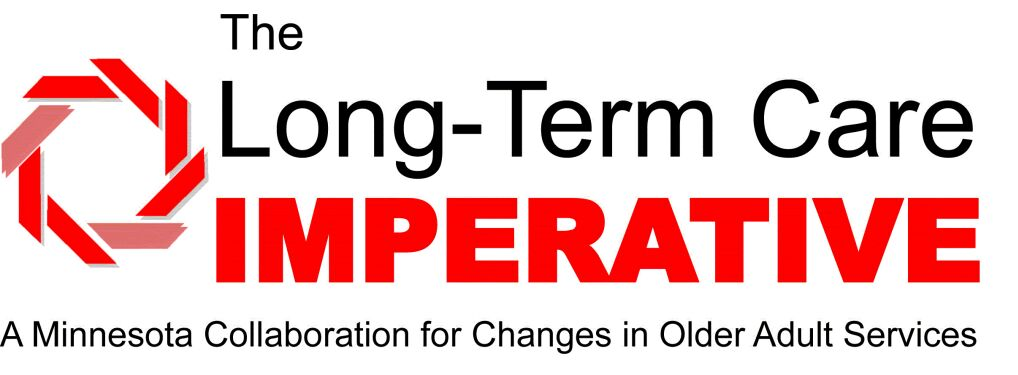 The
Long-Term Care
IMPERATIVE
A Minnesota Collaboration for Changes in Older Adult Services